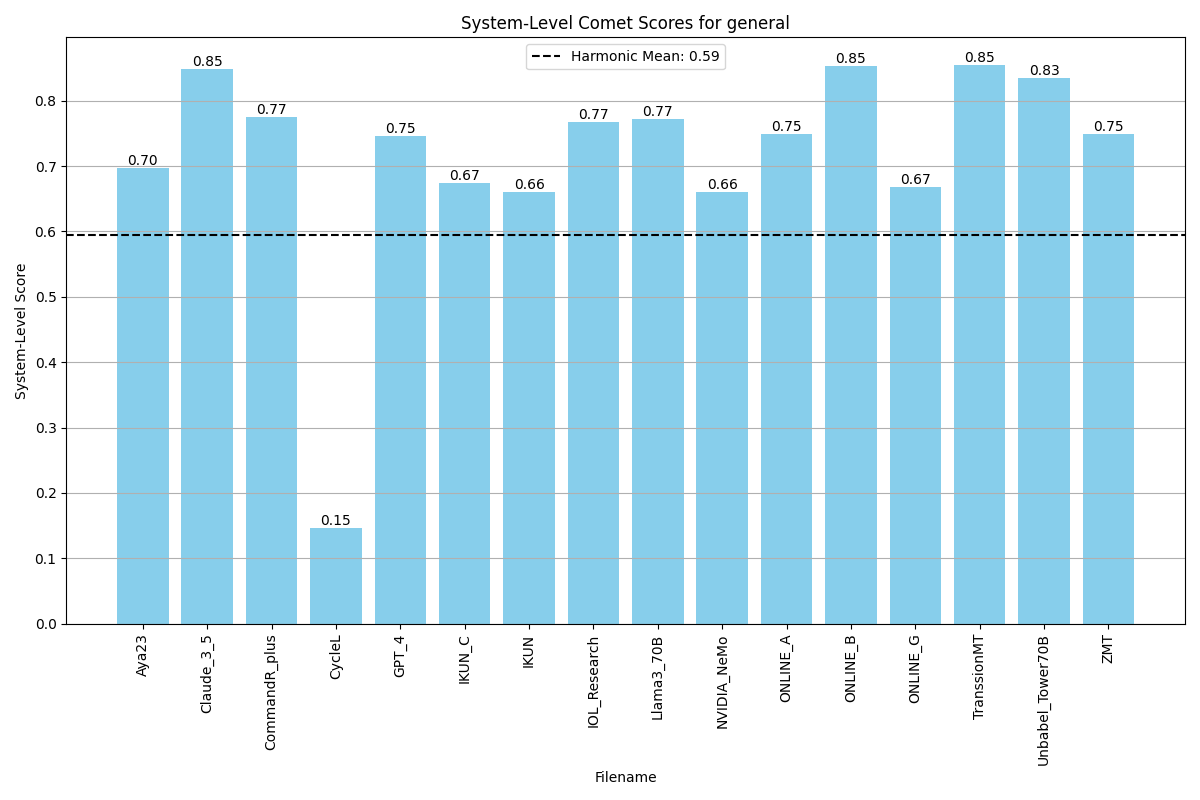 System-Level Comet Scores for general
Harmonic Mean: 0.59
System-Level Score
0.8
0.7
0.6
0.5
0.4
0.3
0.2
0.1
0.0
0.70
0.85
0.77
0.15
0.75
0.67
0.66
0.77
0.77
0.66
0.75
0.85
0.67
0.85
0.83
0.75
Aya23
Claude_3_5
CommandR_plus
CycleL
GPT_4
IKUN_C
IKUN
IOL_Research
Llama3_70B
NVIDIA_NeMo
ONLINE_A
ONLINE_B
ONLINE_G
TranssionMT
Unbabel_Tower70B
ZMT
Filename